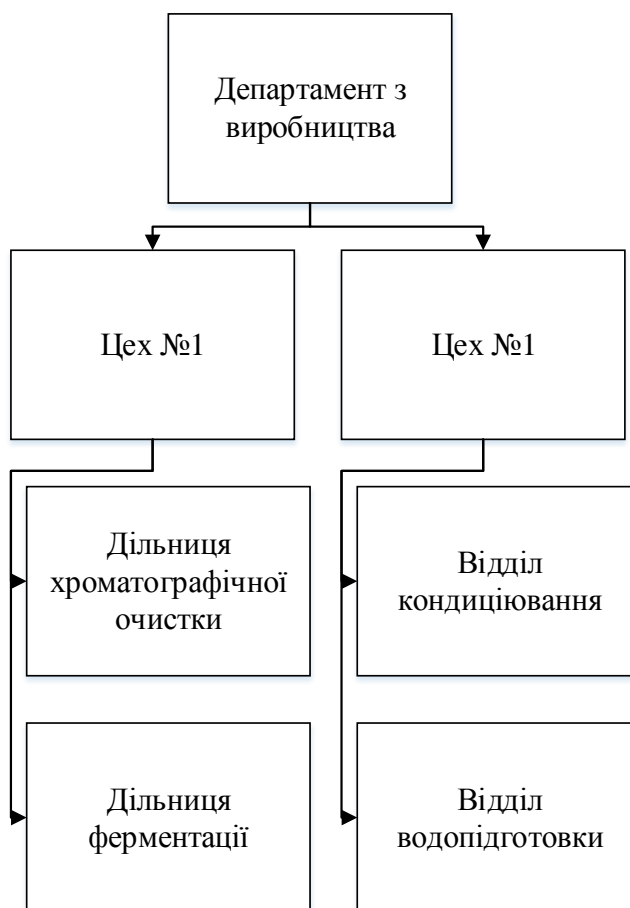 Департамент з
виробництва
Цех №1
Цех №1
Дільниця
хроматографічної
очистки
Відділ
кондиціювання
Дільниця
ферментації
Відділ
водопідготовки